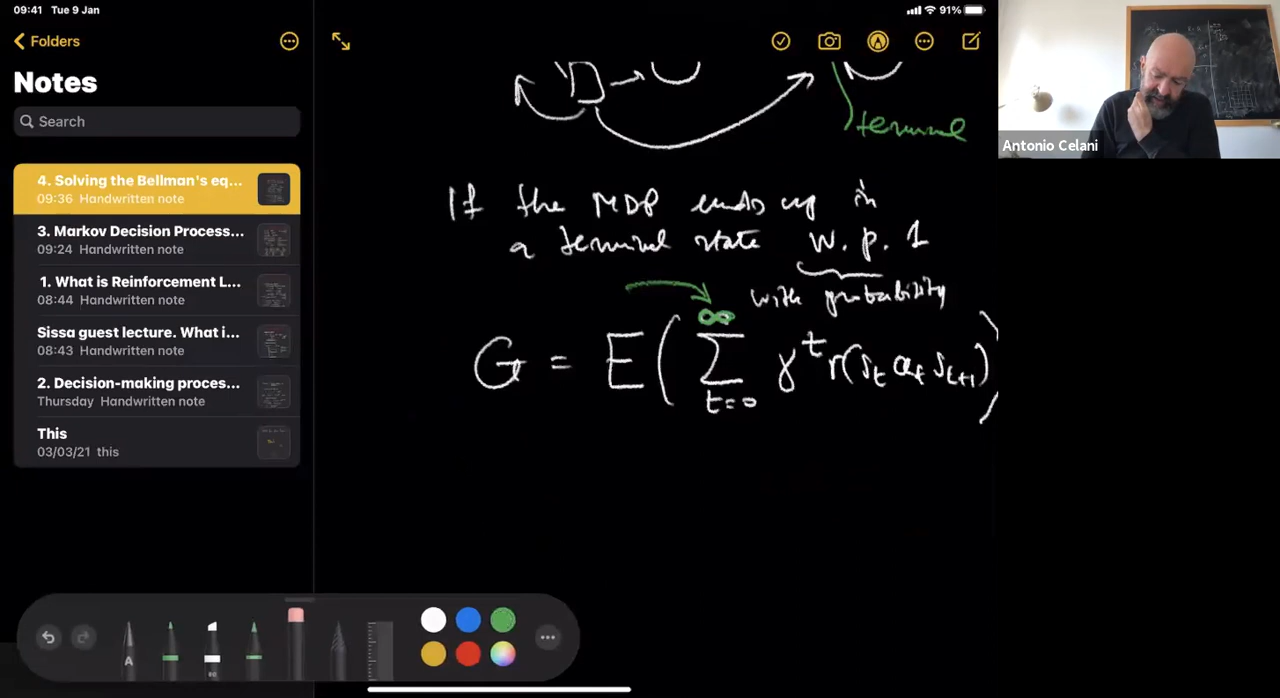 09:41 Tue 9 Jan
91%
Folders
Notes
Search
4. Solving the Bellman's eq...
09:36 Handwritten note
3. Markov Decision Process...
09:24 Handwritten note
1. What is Reinforcement L...
08:44 Handwritten note
Sissa guest lecture. What i...
08:43 Handwritten note
2. Decision-making proces...
Thursday Handwritten note
This
03/03/21 this
terminal
If the MDP ends up in
a terminal state w.p. 1
with probability
G = E( ∑_{t=0}^{∞} γ^t r(s_t a_t s_{t+1}) )
A
80
Antonio Celani